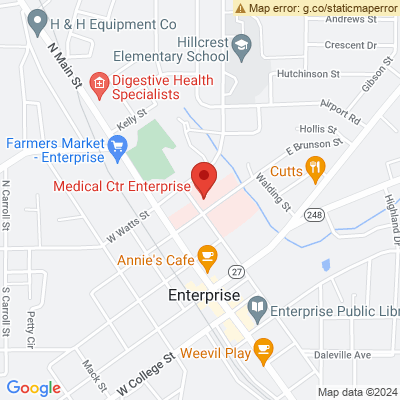 Map error: g.co/staticmaperror
H & H Equipment Co
Andrews St
Hillcrest
Elementary School
Crescent Dr
N Main St
Digestive Health
Specialists
Hutchinson St
Gibson St
Kelly St
Airport Rd
Hollis St
Farmers Market
- Enterprise
E Brunson St
Cutts
Medical Ctr Enterprise
Walding St
N Carroll St
Highland Dr
248
W Watts St
Annie's Cafe
27
Enterprise
S Carroll St
Petty Cir
Enterprise Public Libr
Mack St
W College St
Weevil Play
Daleville Ave
Google
Map data ©2024